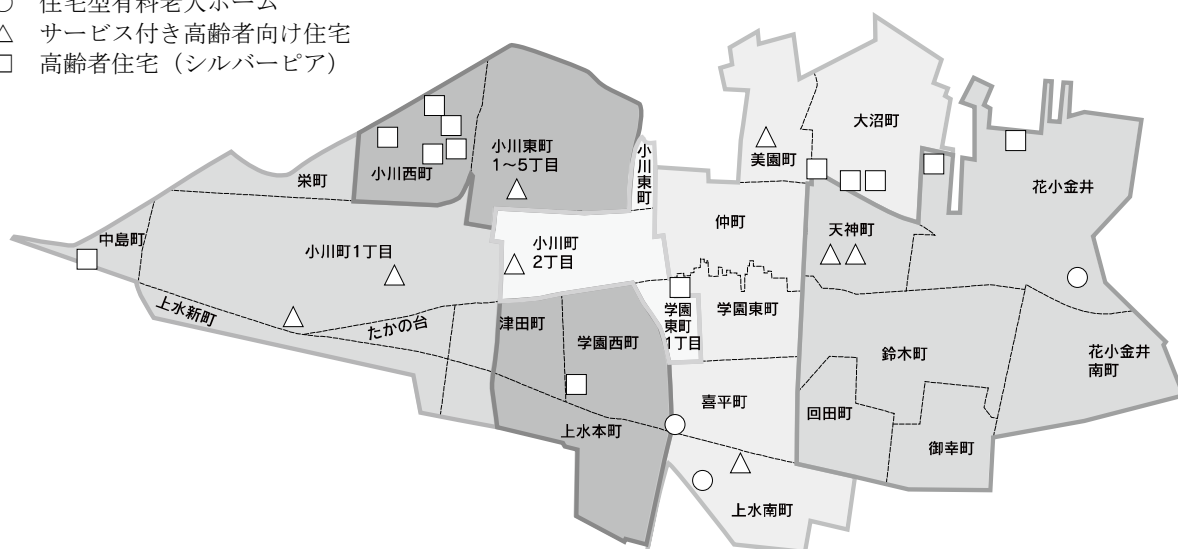 ○ 住宅型有料老人ホーム
△ サービス付き高齢者向け住宅
□ 高齢者住宅（シルバーピア）
大沼町
小川東町
1～5丁目
小川東町
美園町
小川西町
栄町
花小金井
仲町
天神町
中島町
小川町1丁目
小川町
2丁目
上水新町
たかの台
津田町
学園西町
学園
東町
1丁目
学園東町
鈴木町
花小金井
南町
喜平町
回田町
上水本町
御幸町
上水南町